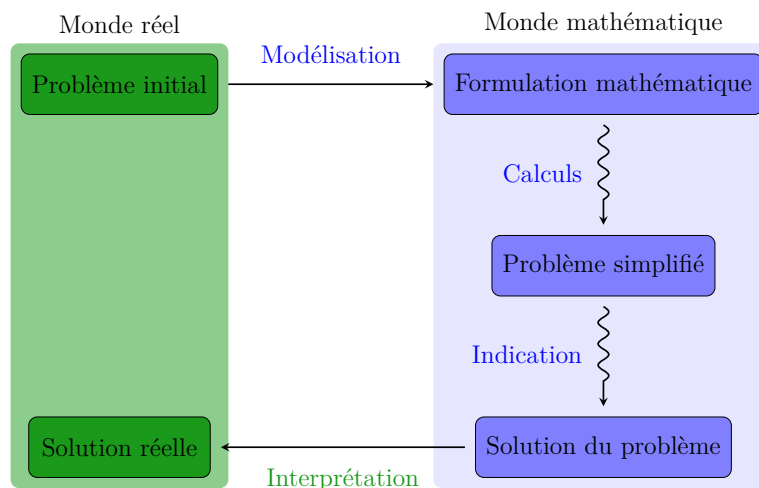 Monde réel
Monde mathématique
Problème initial
Modélisation
Formulation mathématique
Calculs
Problème simplifié
Indication
Solution réelle
Solution du problème
Interprétation